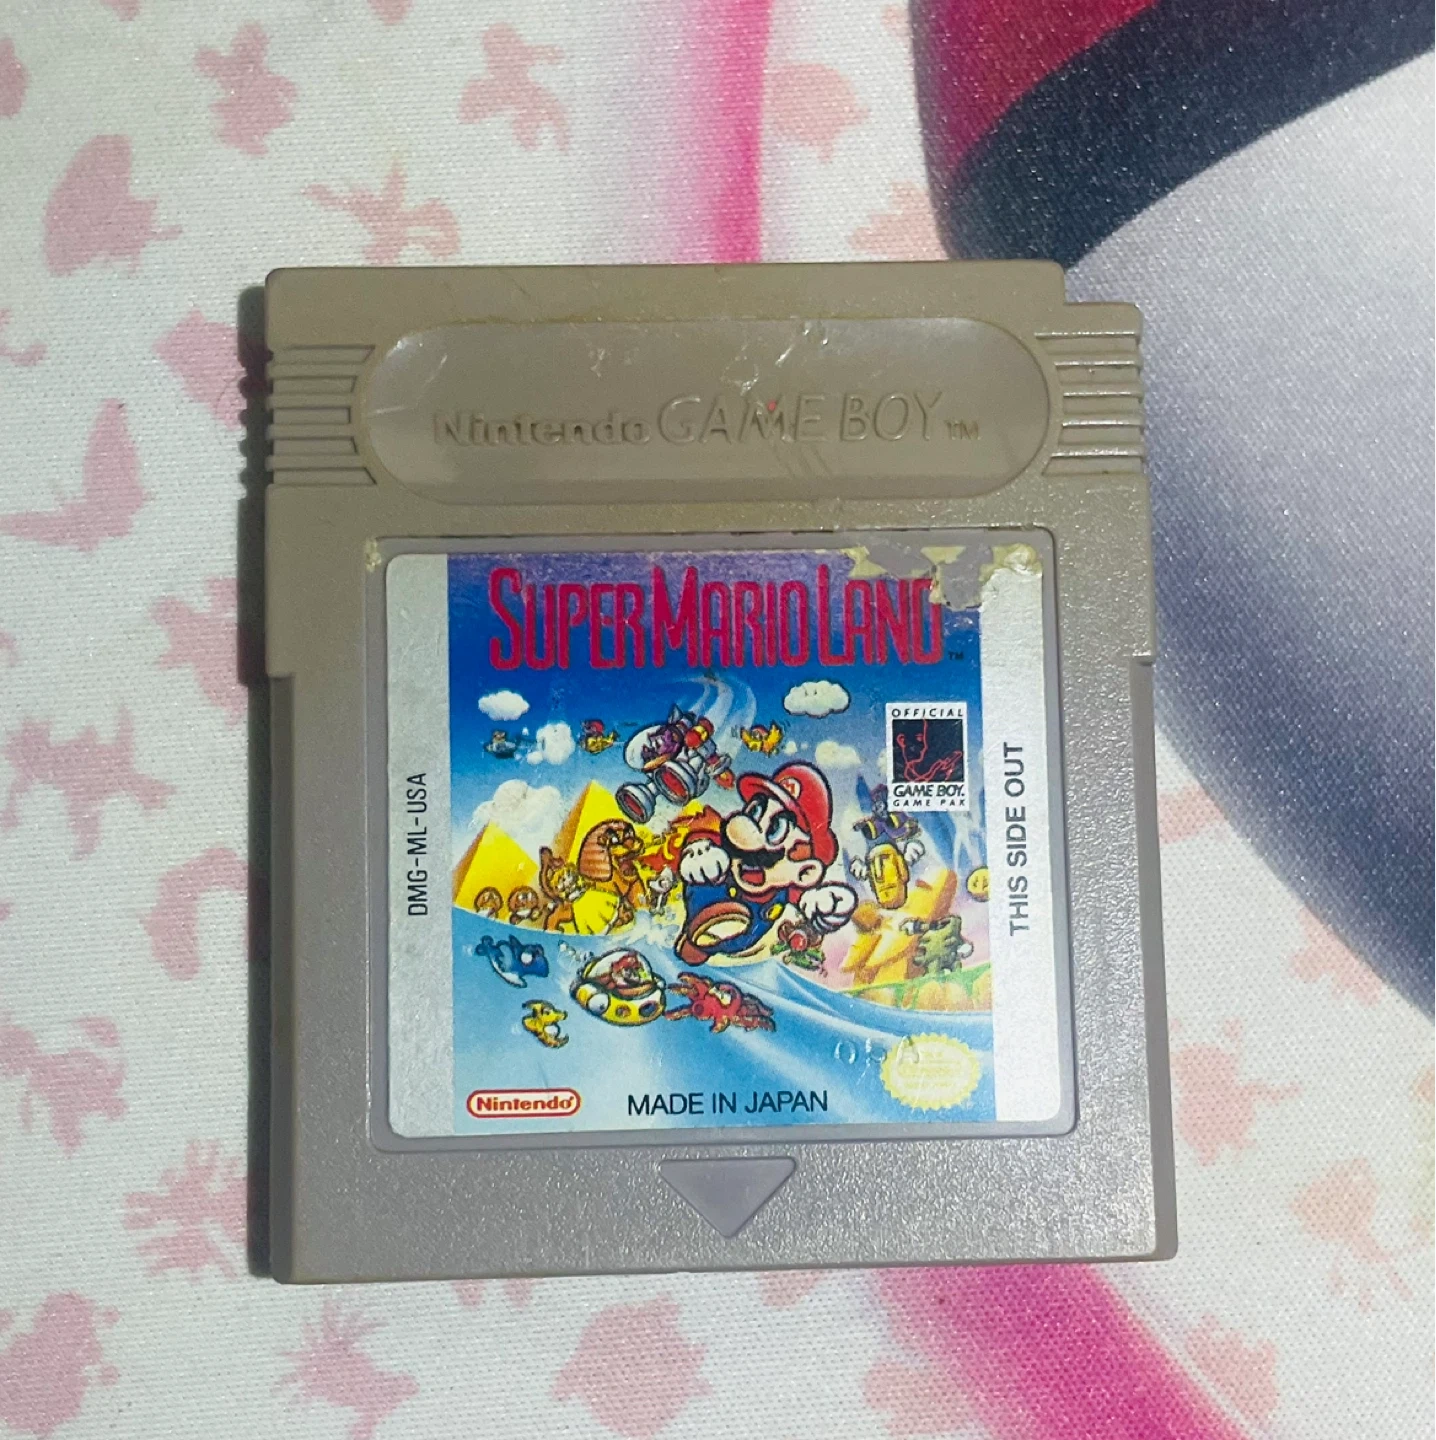 Nintendo GAME BOY TM
SUPER MARIO LAND TM
OFFICIAL
GAME BOY.
GAME PAK
DMG-ML-USA
THIS SIDE OUT
Nintendo
MADE IN JAPAN